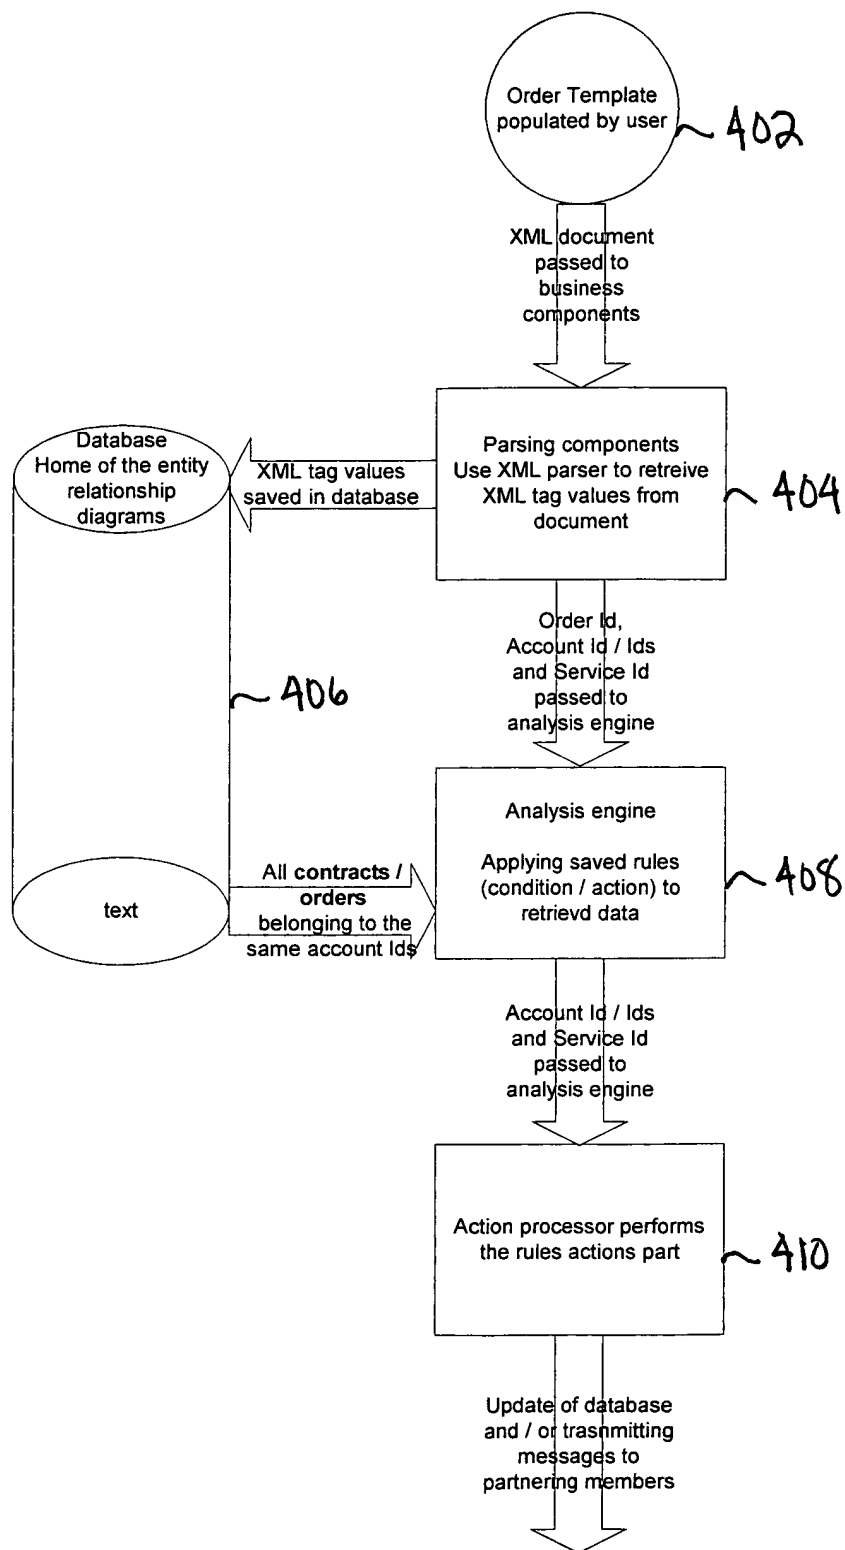 Order Template
populated by user
402
XML document
passed to
business
components
Database
Home of the entity
relationship
diagrams
XML tag values
saved in database
Parsing components
Use XML parser to retreive
XML tag values from
document
404
Order Id,
Account Id / Ids
and Service Id
passed to
analysis engine
406
text
All contracts /
orders
belonging to the
same account Ids
Analysis engine
Applying saved rules
(condition / action) to
retrievd data
408
Account Id / Ids
and Service Id
passed to
analysis engine
Action processor performs
the rules actions part
410
Update of database
and / or trasnmitting
messages to
partnering members